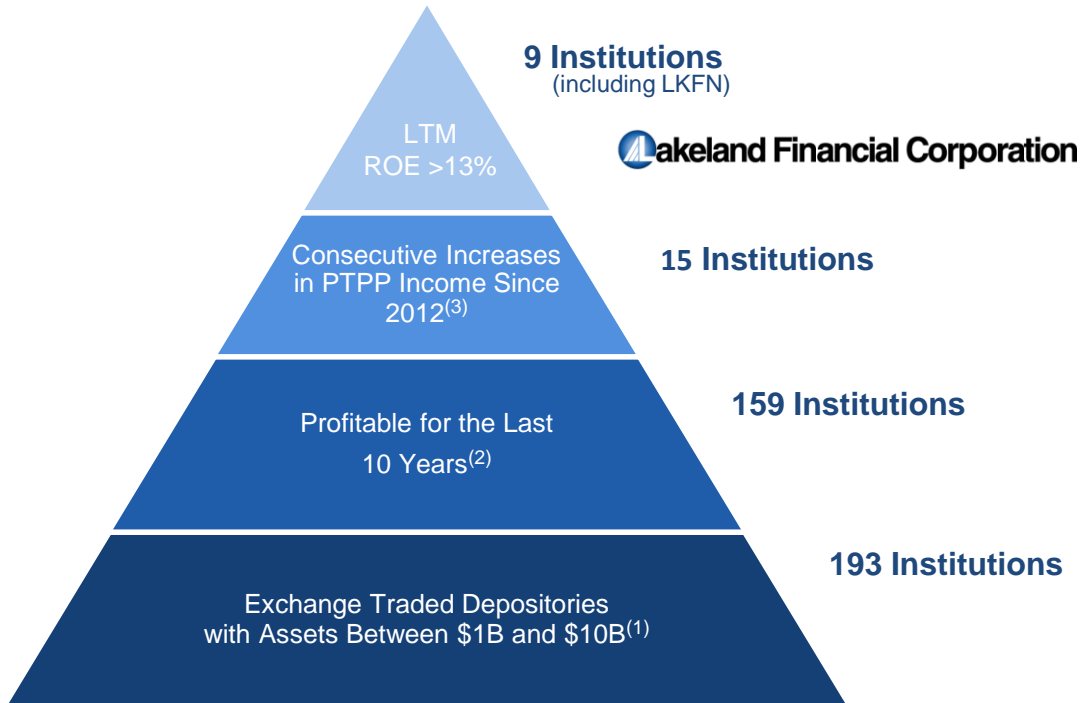 9 Institutions
(including LKFN)
LTM
ROE >13%
Lakeland Financial Corporation
Consecutive Increases
in PTPP Income Since
2012(3)
15 Institutions
Profitable for the Last
10 Years(2)
159 Institutions
193 Institutions
Exchange Traded Depositories
with Assets Between $1B and $10B(1)